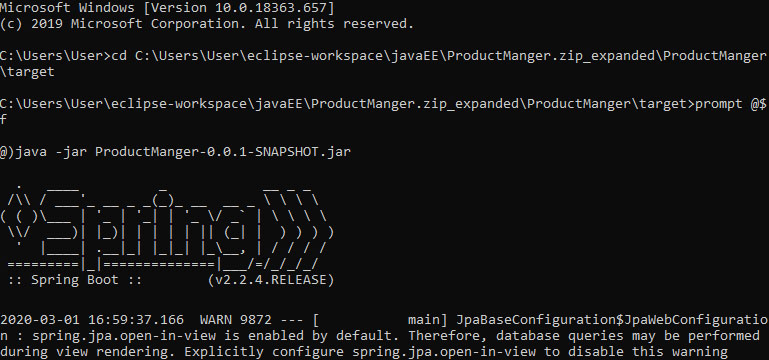 Microsoft Windows [Version 10.0.18363.657]
(c) 2019 Microsoft Corporation. All rights reserved.
C:\Users\User>cd C:\Users\User\eclipse-workspace\javaEE\ProductManger.zip_expanded\ProductManger
\target
C:\Users\User\eclipse-workspace\javaEE\ProductManger.zip_expanded\ProductManger\target>prompt @$
f
@)java -jar ProductManger-0.0.1-SNAPSHOT.jar
  .   ____          _            __ _ _
 /\\ / ___'_ __ _ _(_)_ __  __ _ \ \ \ \
( ( )\___ | '_ | '_| | '_ \/ _` | \ \ \ \
 \\/  ___)| |_)| | | | | || (_| |  ) ) ) )
  '  |____| .__|_| |_|_| |_\__, | / / / /
 =========|_|==============|___/=/_/_/_/
 :: Spring Boot ::        (v2.2.4.RELEASE)
2020-03-01 16:59:37.166  WARN 9872 --- [           main] JpaBaseConfiguration$JpaWebConfiguratio
n : spring.jpa.open-in-view is enabled by default. Therefore, database queries may be performed
during view rendering. Explicitly configure spring.jpa.open-in-view to disable this warning